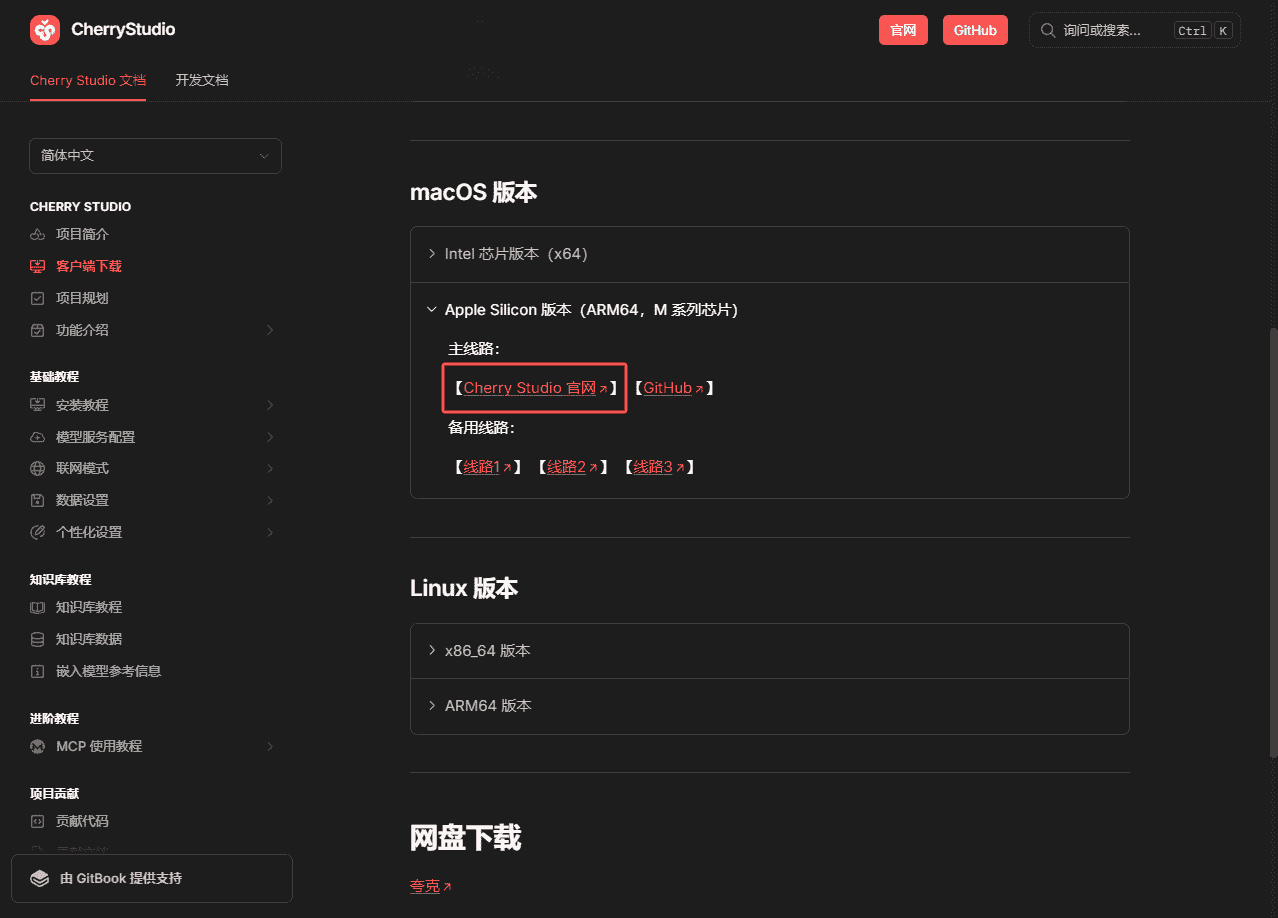 CherryStudio
官网
GitHub
询问或搜索...
Ctrl K
Cherry Studio 文档
开发文档
简体中文
CHERRY STUDIO
项目简介
客户端下载
项目规划
功能介绍
基础教程
安装教程
模型服务配置
联网模式
数据设置
个性化设置
知识库教程
知识库教程
知识库数据
嵌入模型参考信息
进阶教程
MCP 使用教程
项目贡献
贡献代码
由 GitBook 提供支持
macOS 版本
Intel 芯片版本（x64）
Apple Silicon 版本（ARM64，M 系列芯片）
主线路：
【Cherry Studio 官网↗】【GitHub↗】
备用线路：
【线路1↗】【线路2↗】【线路3↗】
Linux 版本
x86_64 版本
ARM64 版本
网盘下载
夸克↗